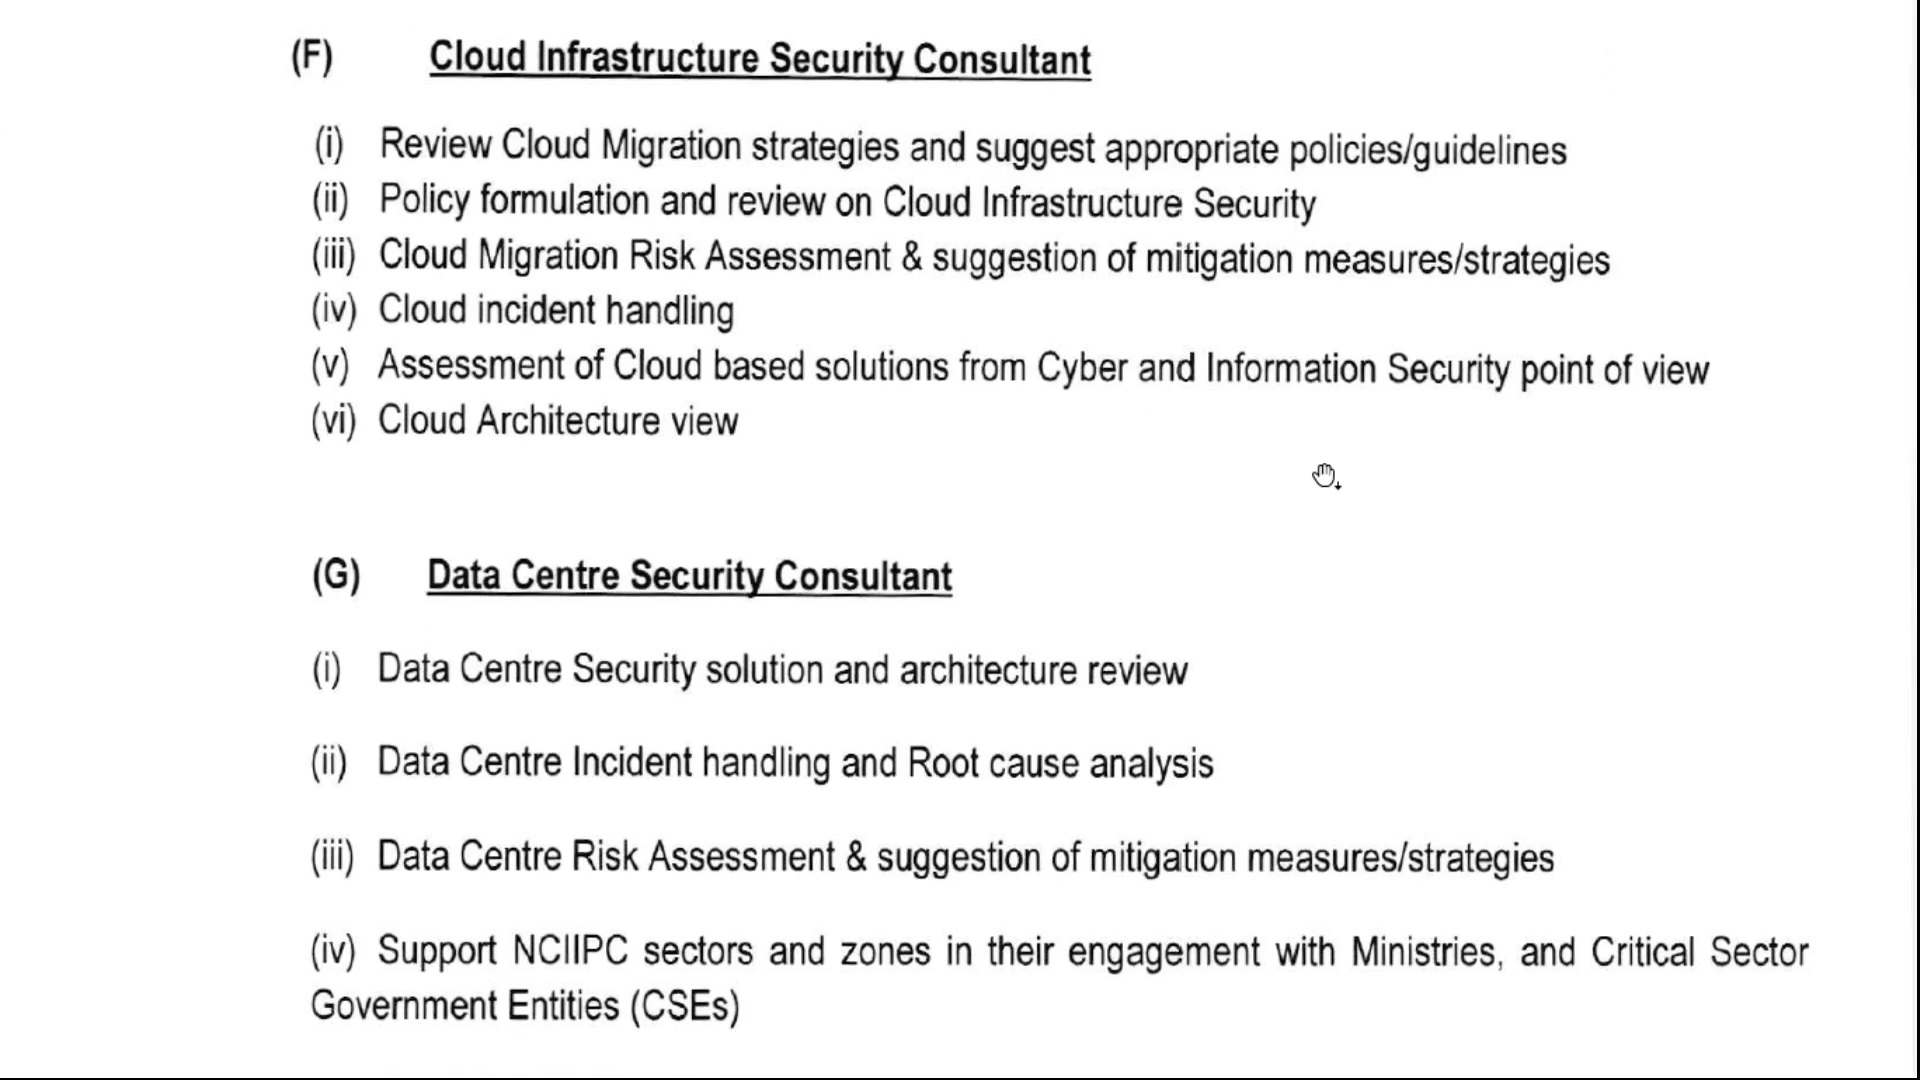 (F) Cloud Infrastructure Security Consultant
(i) Review Cloud Migration strategies and suggest appropriate policies/guidelines
(ii) Policy formulation and review on Cloud Infrastructure Security
(iii) Cloud Migration Risk Assessment & suggestion of mitigation measures/strategies
(iv) Cloud incident handling
(v) Assessment of Cloud based solutions from Cyber and Information Security point of view
(vi) Cloud Architecture view
(G) Data Centre Security Consultant
(i) Data Centre Security solution and architecture review
(ii) Data Centre Incident handling and Root cause analysis
(iii) Data Centre Risk Assessment & suggestion of mitigation measures/strategies
(iv) Support NCIIPC sectors and zones in their engagement with Ministries, and Critical Sector
Government Entities (CSEs)